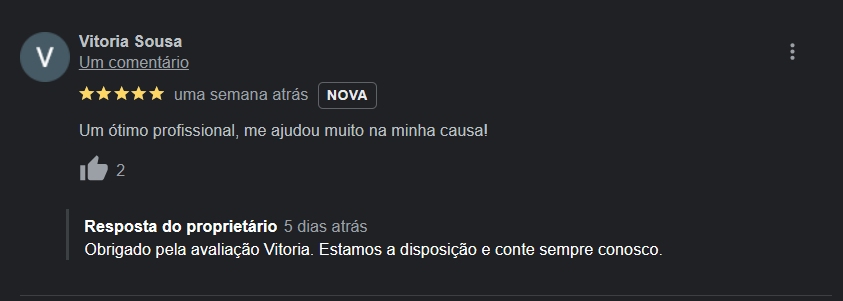 V
Vitoria Sousa
Um comentário
uma semana atrás NOVA
Um ótimo profissional, me ajudou muito na minha causa!
2
Resposta do proprietário 5 dias atrás
Obrigado pela avaliação Vitoria. Estamos a disposição e conte sempre conosco.